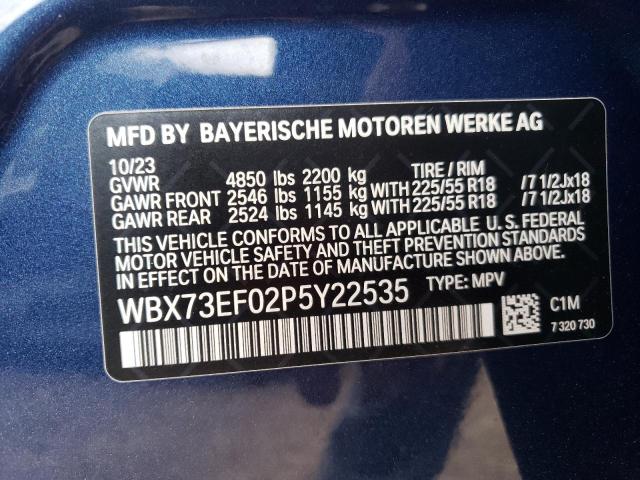 MFD BY BAYERISCHE MOTOREN WERKE AG
10/23
GVWR 4850 lbs 2200 kg TIRE / RIM
GAWR FRONT 2546 lbs 1155 kg WITH 225/55 R18 /7 1/2Jx18
GAWR REAR 2524 lbs 1145 kg WITH 225/55 R18 /7 1/2Jx18
THIS VEHICLE CONFORMS TO ALL APPLICABLE U. S. FEDERAL
MOTOR VEHICLE SAFETY AND THEFT PREVENTION STANDARDS
IN EFFECT ON THE DATE OF MANUFACTURE SHOWN ABOVE.
WBX73EF02P5Y22535 TYPE: MPV
C1M
7 320 730